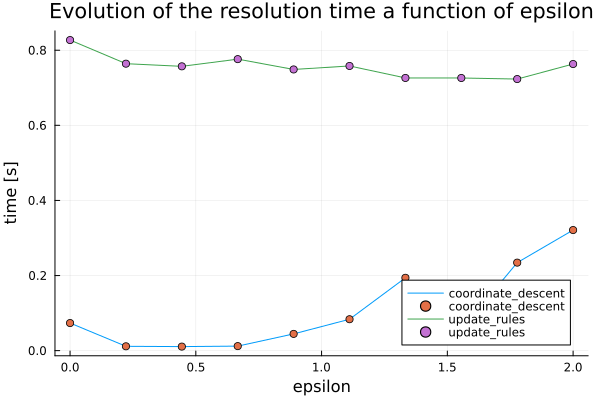 Evolution of the resolution time a function of epsilon
time [s]
0.8
0.6
0.4
0.2
0.0
coordinate_descent
coordinate_descent
update_rules
update_rules
0.0 0.5 1.0 1.5 2.0
epsilon